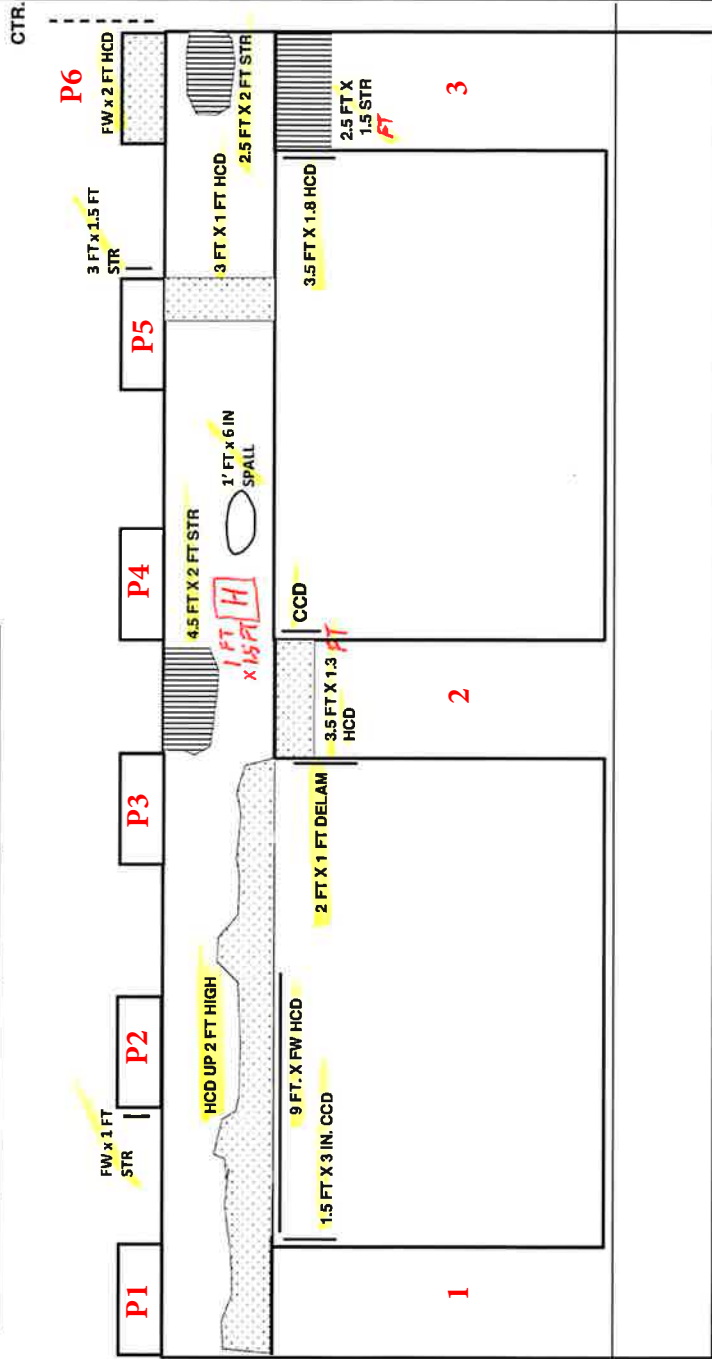 CTR.
P6
FW x 2 FT HCD
3 FT x 1.5 FT
STR
P5
P4
P3
P2
FW x 1 FT
STR
P1
2.5 FT X 2 FT STR
3 FT X 1 FT HCD
1' FT x 6 IN
SPALL
4.5 FT X 2 FT STR
1 FT
X 1.5 FT
H
HCD UP 2 FT HIGH
2.5 FT X
1.5 STR
FT
3.5 FT X 1.8 HCD
CCD
3.5 FT X 1.3 FT
HCD
2 FT X 1 FT DELAM
9 FT. X FW HCD
1.5 FT X 3 IN. CCD
3
2
1